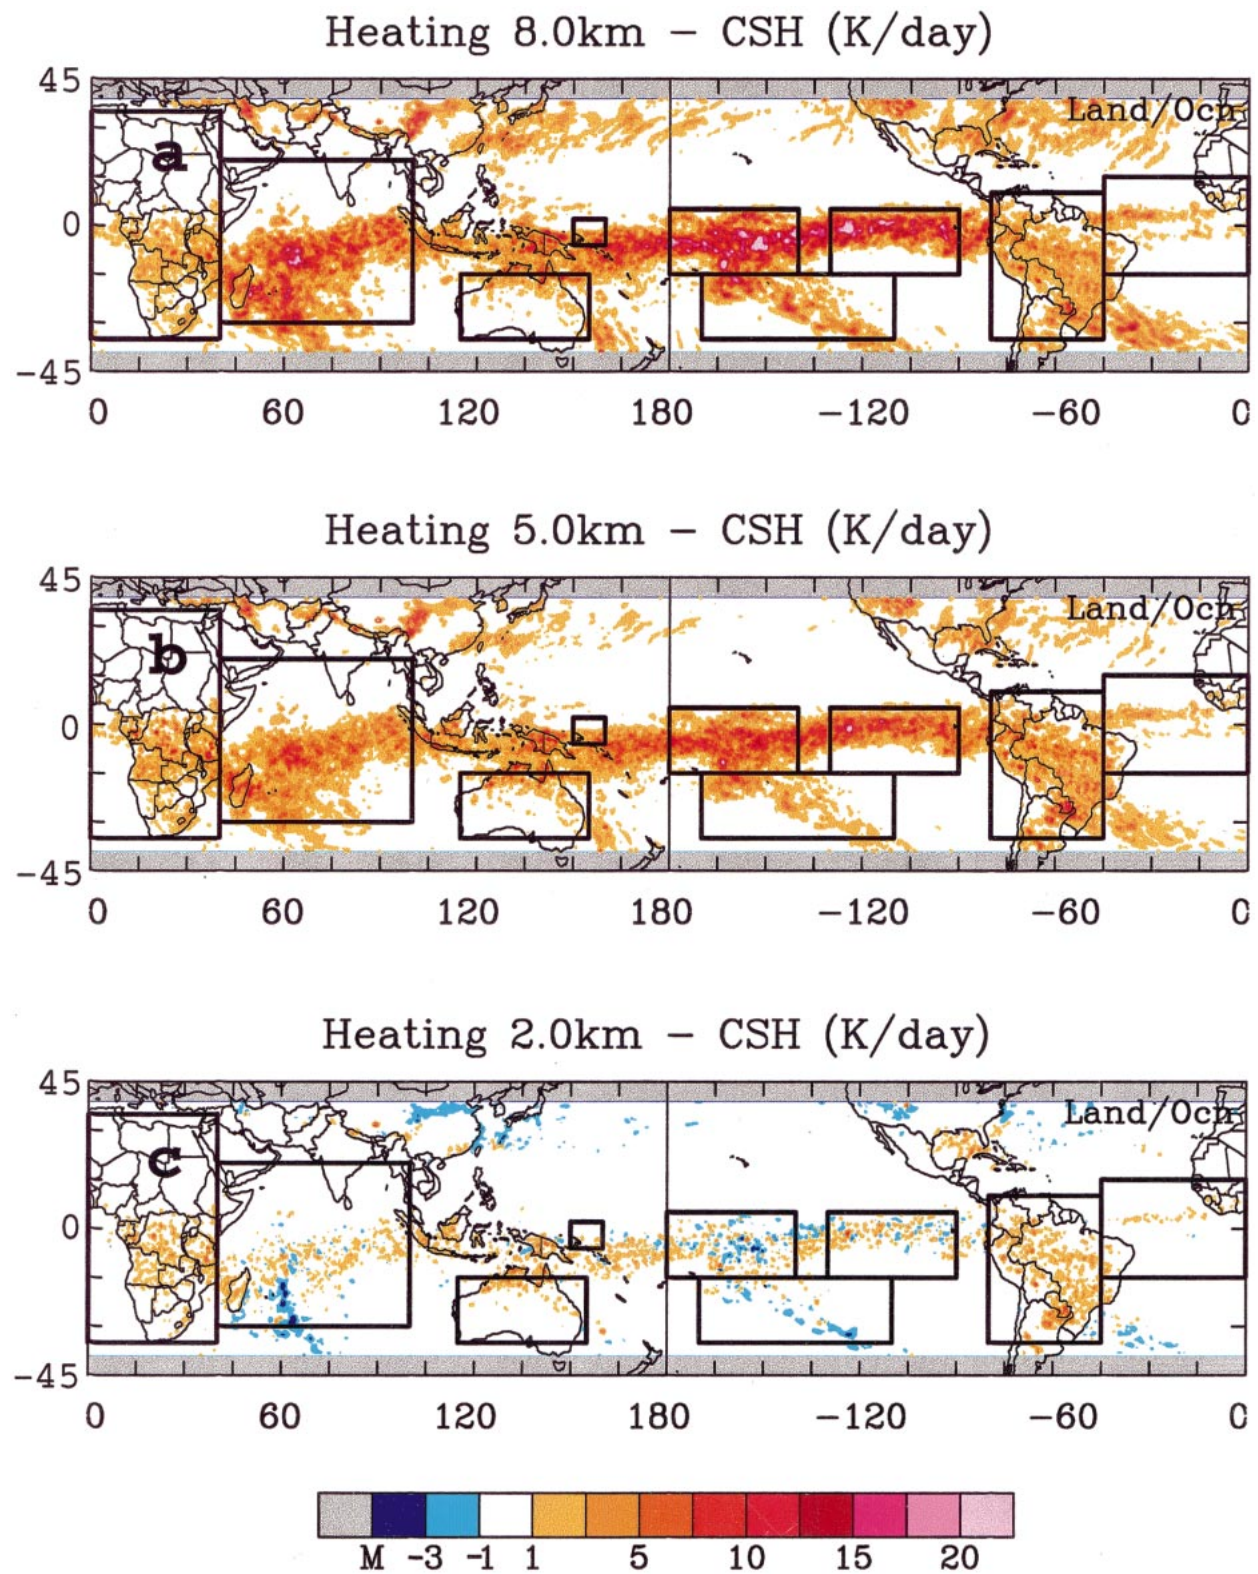 Heating 8.0km – CSH (K/day)
45
Land/Ocn
a
0
-45
0 60 120 180 -120 -60 0
Heating 5.0km – CSH (K/day)
45
Land/Ocn
b
0
-45
0 60 120 180 -120 -60 0
Heating 2.0km – CSH (K/day)
45
Land/Ocn
c
0
-45
0 60 120 180 -120 -60 0
M -3 -1 1 5 10 15 20